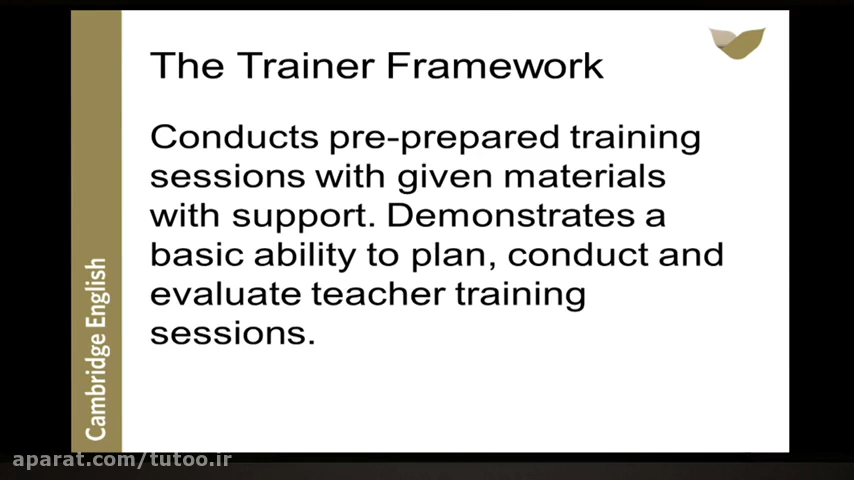 The Trainer Framework
Conducts pre-prepared training
sessions with given materials
with support. Demonstrates a
basic ability to plan, conduct and
evaluate teacher training
sessions.
Cambridge English
aparat.com/tutoo.ir